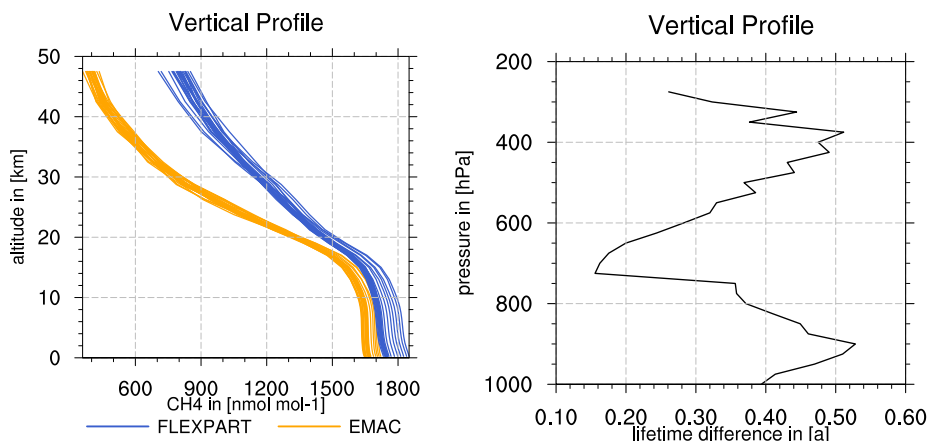 Vertical Profile
50
40
30
20
10
0
altitude in [km]
600 900 1200 1500 1800
CH4 in [nmol mol-1]
FLEXPART EMAC
Vertical Profile
200
400
600
800
1000
pressure in [hPa]
0.10 0.20 0.30 0.40 0.50 0.60
lifetime difference in [a]